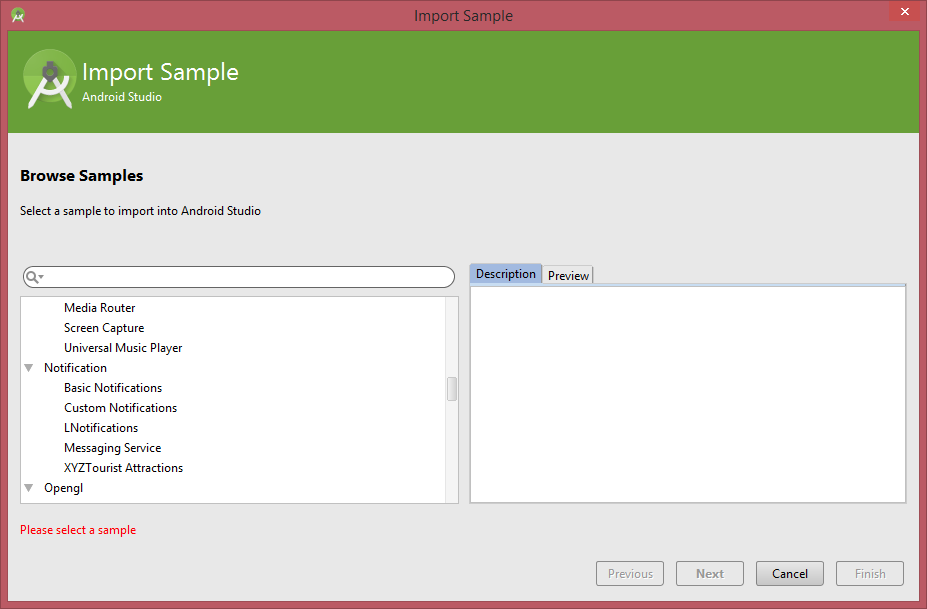 Import Sample
Import Sample
Android Studio
Browse Samples
Select a sample to import into Android Studio
Description
Preview
Media Router
Screen Capture
Universal Music Player
Notification
Basic Notifications
Custom Notifications
LNotifications
Messaging Service
XYZTourist Attractions
Opengl
Please select a sample
Previous
Next
Cancel
Finish